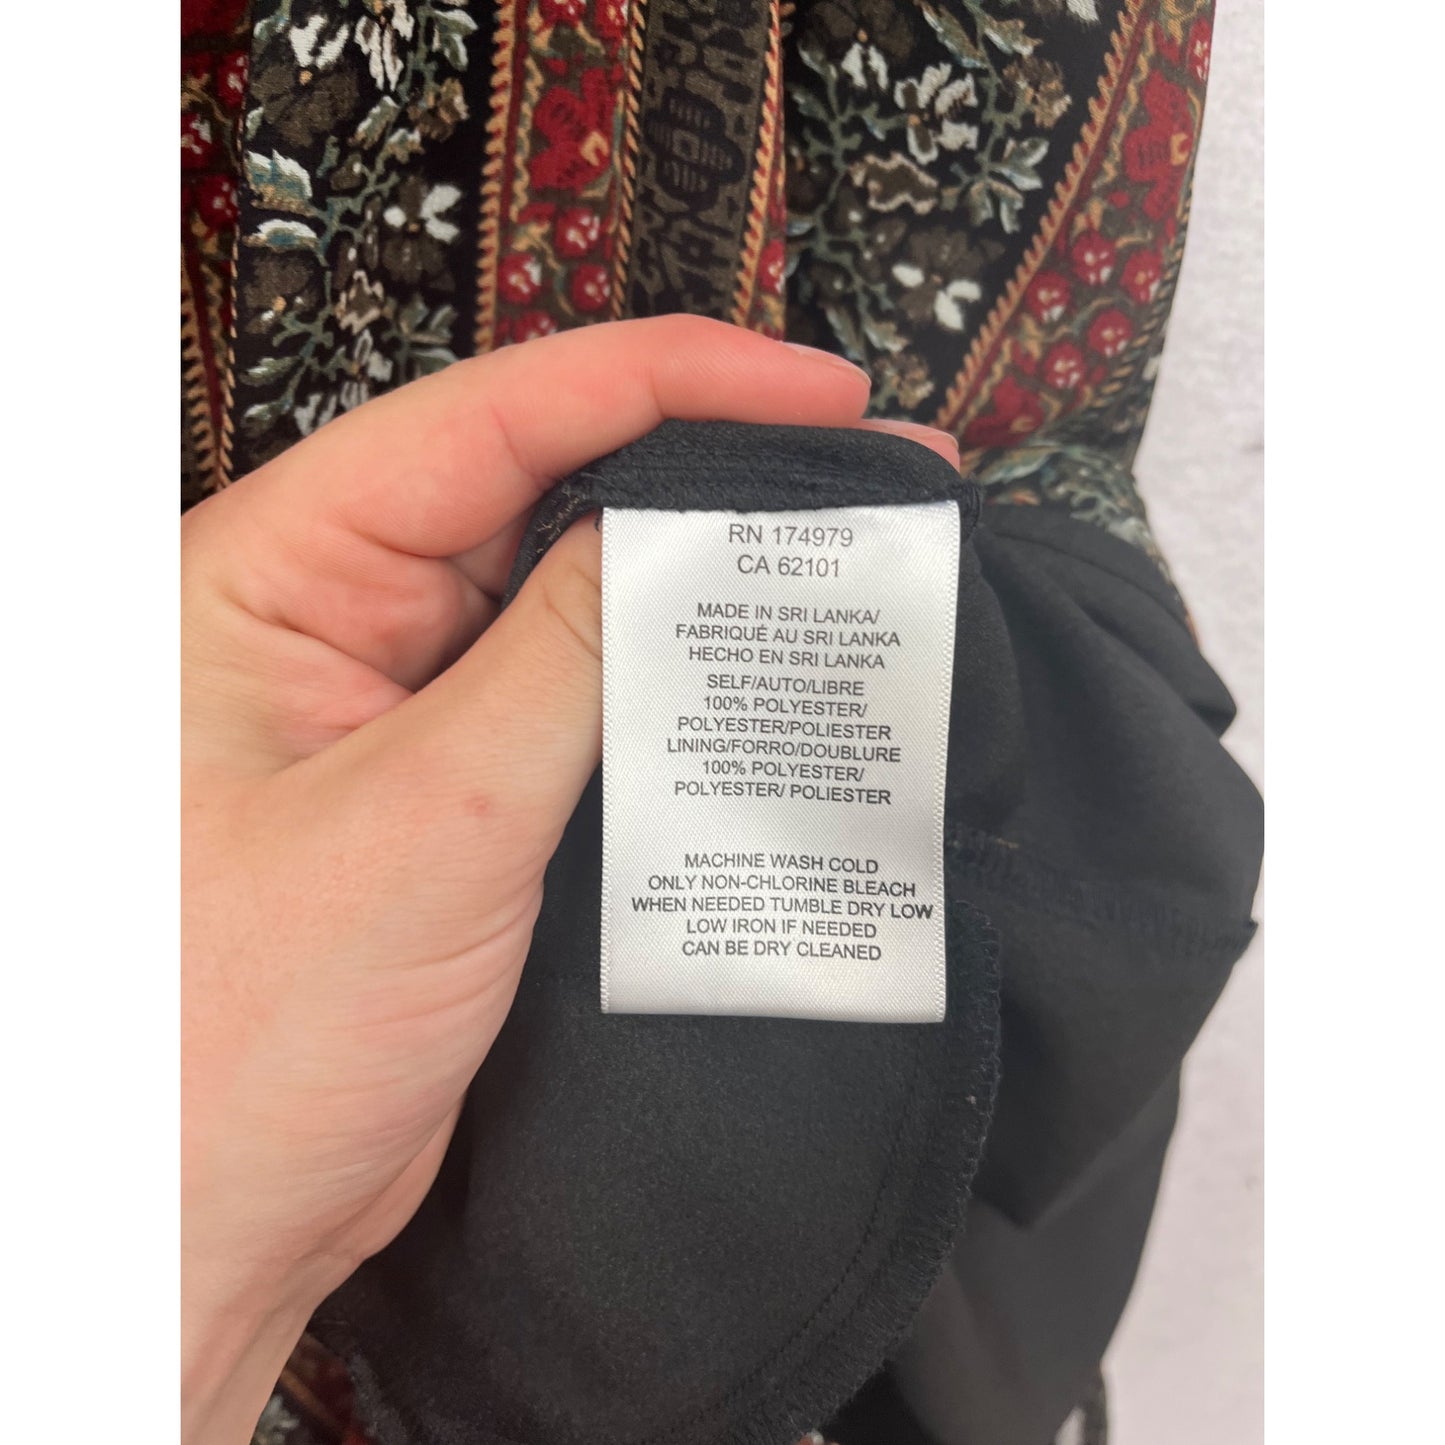 RN 174979
CA 62101
MADE IN SRI LANKA/
FABRIQUÉ AU SRI LANKA
HECHO EN SRI LANKA
SELF/AUTO/LIBRE
100% POLYESTER/
POLYESTER/POLIESTER
LINING/FORRO/DOUBLURE
100% POLYESTER/
POLYESTER/ POLIESTER
MACHINE WASH COLD
ONLY NON-CHLORINE BLEACH
WHEN NEEDED TUMBLE DRY LOW
LOW IRON IF NEEDED
CAN BE DRY CLEANED